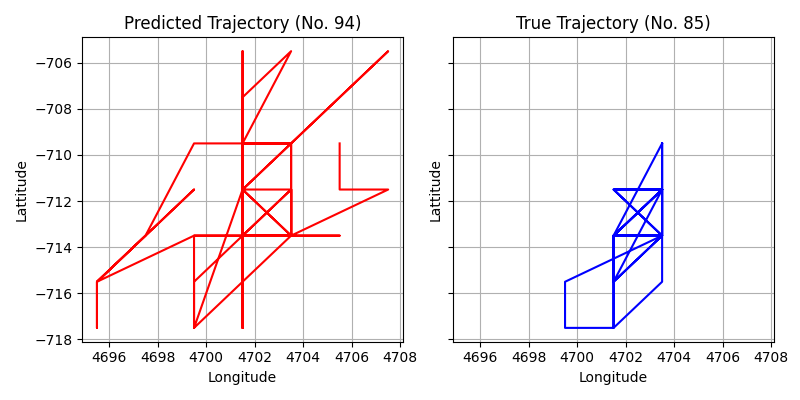 Predicted Trajectory (No. 94)
True Trajectory (No. 85)
Lattitude
−706
−708
−710
−712
−714
−716
−718
4696 4698 4700 4702 4704 4706 4708
Longitude
Lattitude
4696 4698 4700 4702 4704 4706 4708
Longitude